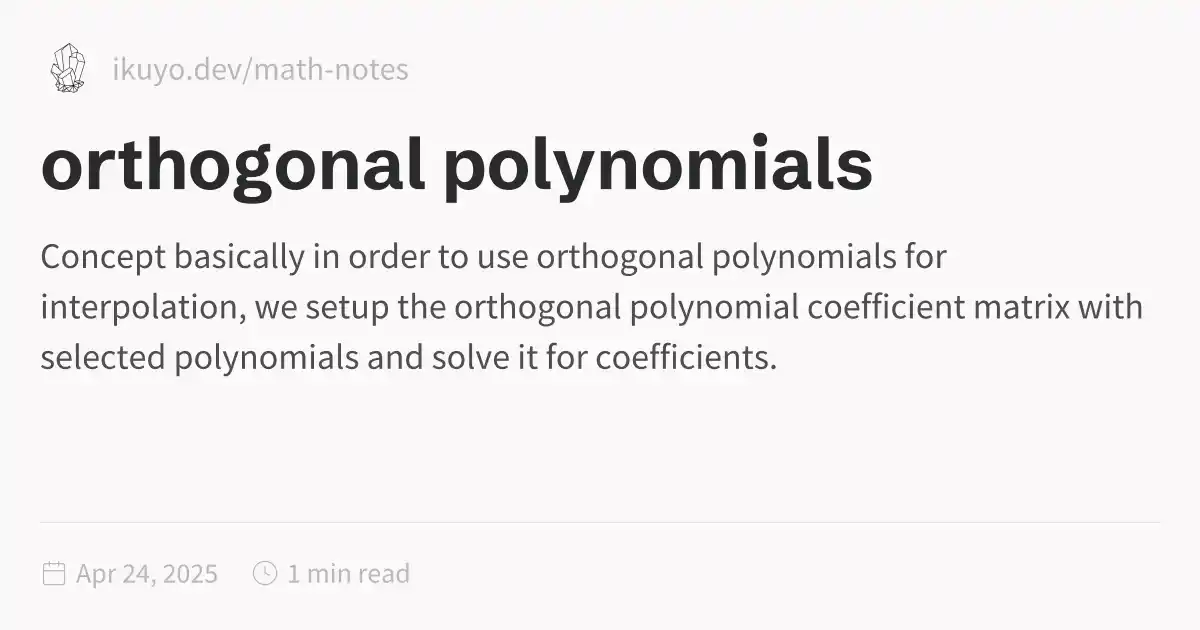 ikuyo.dev/math-notes
orthogonal polynomials
Concept basically in order to use orthogonal polynomials for
interpolation, we setup the orthogonal polynomial coefficient matrix with
selected polynomials and solve it for coefficients.
Apr 24, 2025 1 min read